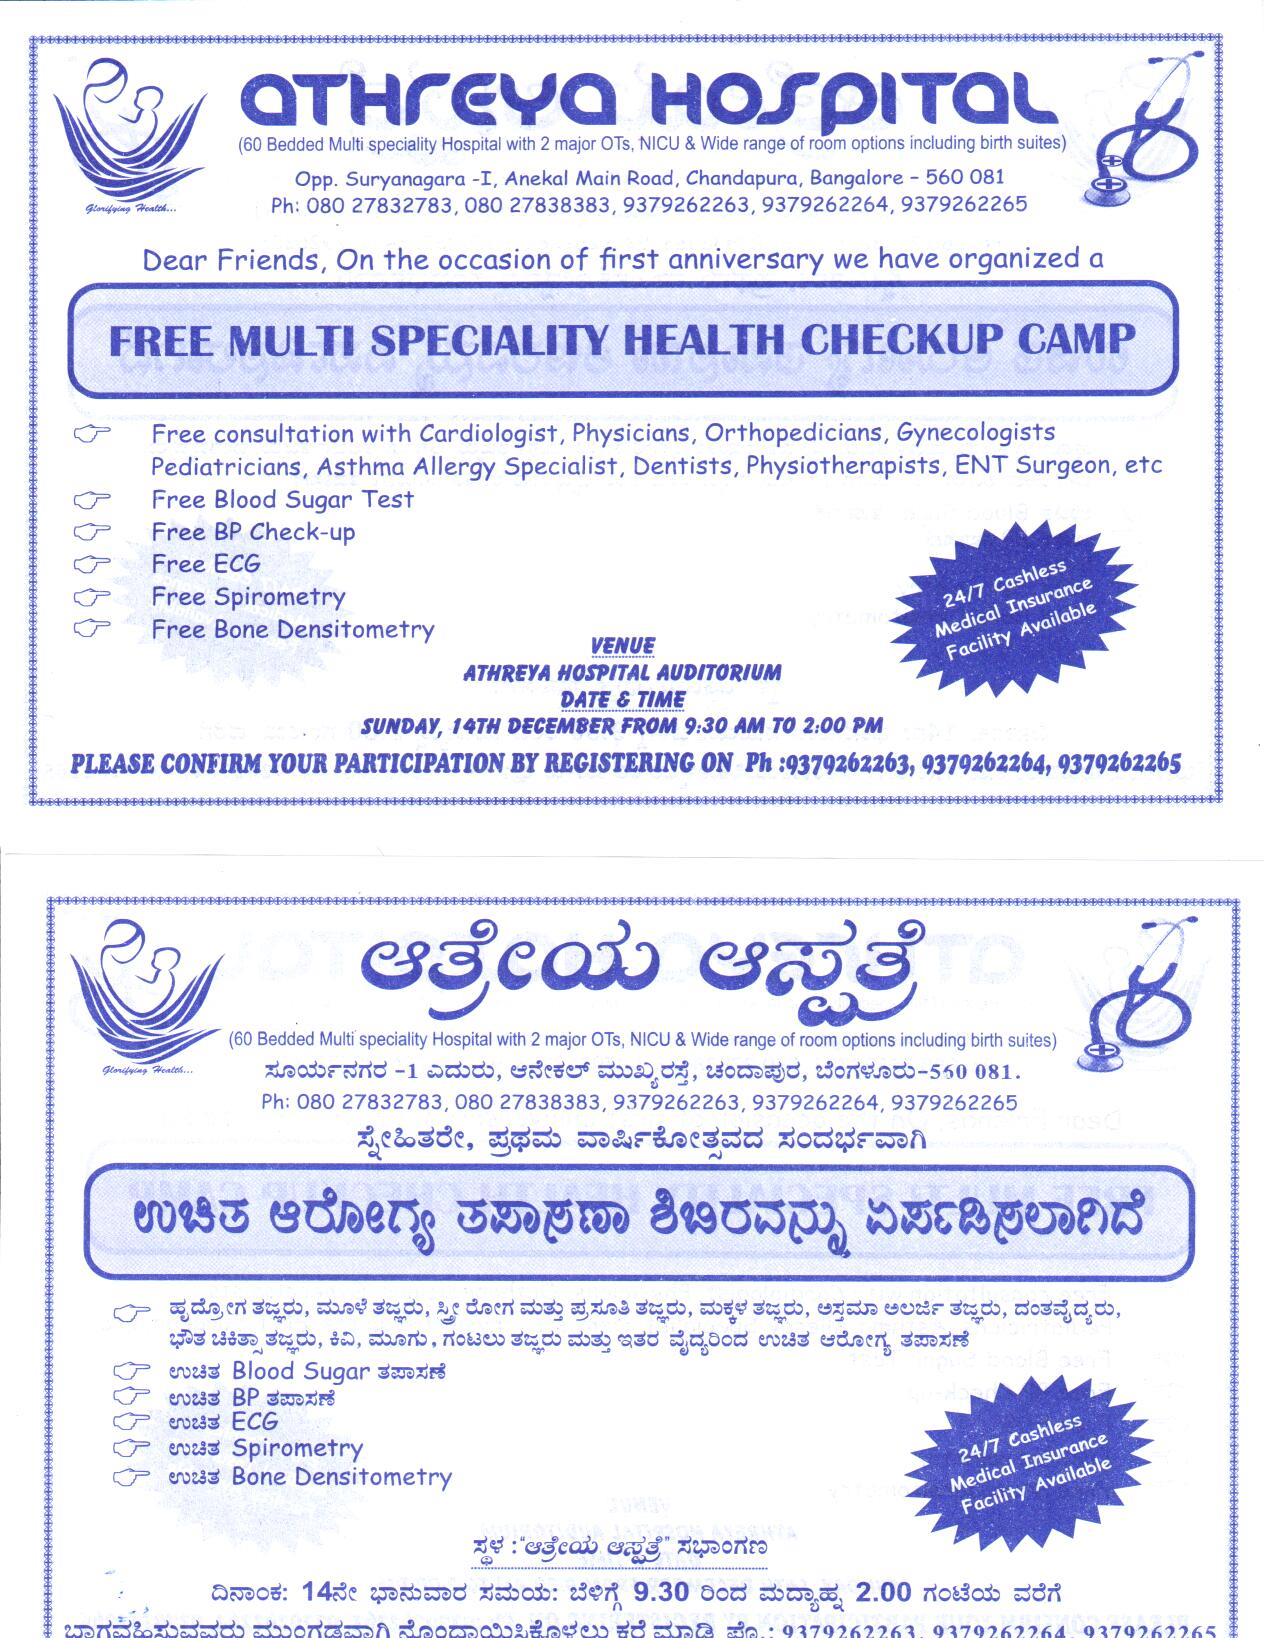 ATHREYA HOSPITAL
(60 Bedded Multi speciality Hospital with 2 major OTs, NICU & Wide range of room options including birth suites)
Opp. Suryanagara -I, Anekal Main Road, Chandapura, Bangalore – 560 081
Glorifying Health...
Ph: 080 27832783, 080 27838383, 9379262263, 9379262264, 9379262265
Dear Friends, On the occasion of first anniversary we have organized a
FREE MULTI SPECIALITY HEALTH CHECKUP CAMP
Free consultation with Cardiologist, Physicians, Orthopedicians, Gynecologists
Pediatricians, Asthma Allergy Specialist, Dentists, Physiotherapists, ENT Surgeon, etc
Free Blood Sugar Test
Free BP Check-up
Free ECG
Free Spirometry
Free Bone Densitometry
24/7 Cashless
Medical Insurance
Facility Available
VENUE
ATHREYA HOSPITAL AUDITORIUM
DATE & TIME
SUNDAY, 14TH DECEMBER FROM 9:30 AM TO 2:00 PM
PLEASE CONFIRM YOUR PARTICIPATION BY REGISTERING ON Ph :9379262263, 9379262264, 9379262265
ಆತ್ರೇಯ ಆಸ್ಪತ್ರೆ
(60 Bedded Multi speciality Hospital with 2 major OTs, NICU & Wide range of room options including birth suites)
Glorifying Health...
ಸೂರ್ಯನಗರ -1 ಎದುರು, ಆನೇಕಲ್ ಮುಖ್ಯರಸ್ತೆ, ಚಂದಾಪುರ, ಬೆಂಗಳೂರು-560 081.
Ph: 080 27832783, 080 27838383, 9379262263, 9379262264, 9379262265
ಸ್ನೇಹಿತರೇ, ಪ್ರಥಮ ವಾರ್ಷಿಕೋತ್ಸವದ ಸಂದರ್ಭವಾಗಿ
ಉಚಿತ ಆರೋಗ್ಯ ತಪಾಸಣಾ ಶಿಬಿರವನ್ನು ಏರ್ಪಡಿಸಲಾಗಿದೆ
ಹೃದ್ರೋಗ ತಜ್ಞರು, ಮೂಳೆ ತಜ್ಞರು, ಸ್ತ್ರೀ ರೋಗ ಮತ್ತು ಪ್ರಸೂತಿ ತಜ್ಞರು, ಮಕ್ಕಳ ತಜ್ಞರು, ಅಸ್ತಮಾ ಅಲರ್ಜಿ ತಜ್ಞರು, ದಂತವೈದ್ಯರು,
ಭೌತ ಚಿಕಿತ್ಸಾ ತಜ್ಞರು, ಕಿವಿ, ಮೂಗು, ಗಂಟಲು ತಜ್ಞರು ಮತ್ತು ಇತರ ವೈದ್ಯರಿಂದ ಉಚಿತ ಆರೋಗ್ಯ ತಪಾಸಣೆ
ಉಚಿತ Blood Sugar ತಪಾಸಣೆ
ಉಚಿತ BP ತಪಾಸಣೆ
ಉಚಿತ ECG
ಉಚಿತ Spirometry
ಉಚಿತ Bone Densitometry
24/7 Cashless
Medical Insurance
Facility Available
ಸ್ಥಳ :"ಆತ್ರೇಯ ಆಸ್ಪತ್ರೆ" ಸಭಾಂಗಣ
ದಿನಾಂಕ: 14ನೇ ಭಾನುವಾರ ಸಮಯ: ಬೆಳಿಗ್ಗೆ 9.30 ರಿಂದ ಮದ್ಯಾಹ್ನ 2.00 ಗಂಟೆಯ ವರೆಗೆ
ಭಾಗವಹಿಸುವವರು ಮುಂಗಡವಾಗಿ ನೊಂದಾಯಿಸಿಕೊಳ್ಳಲು ಕರೆ ಮಾಡಿ ಫೊ.: 9379262263, 9379262264, 9379262265